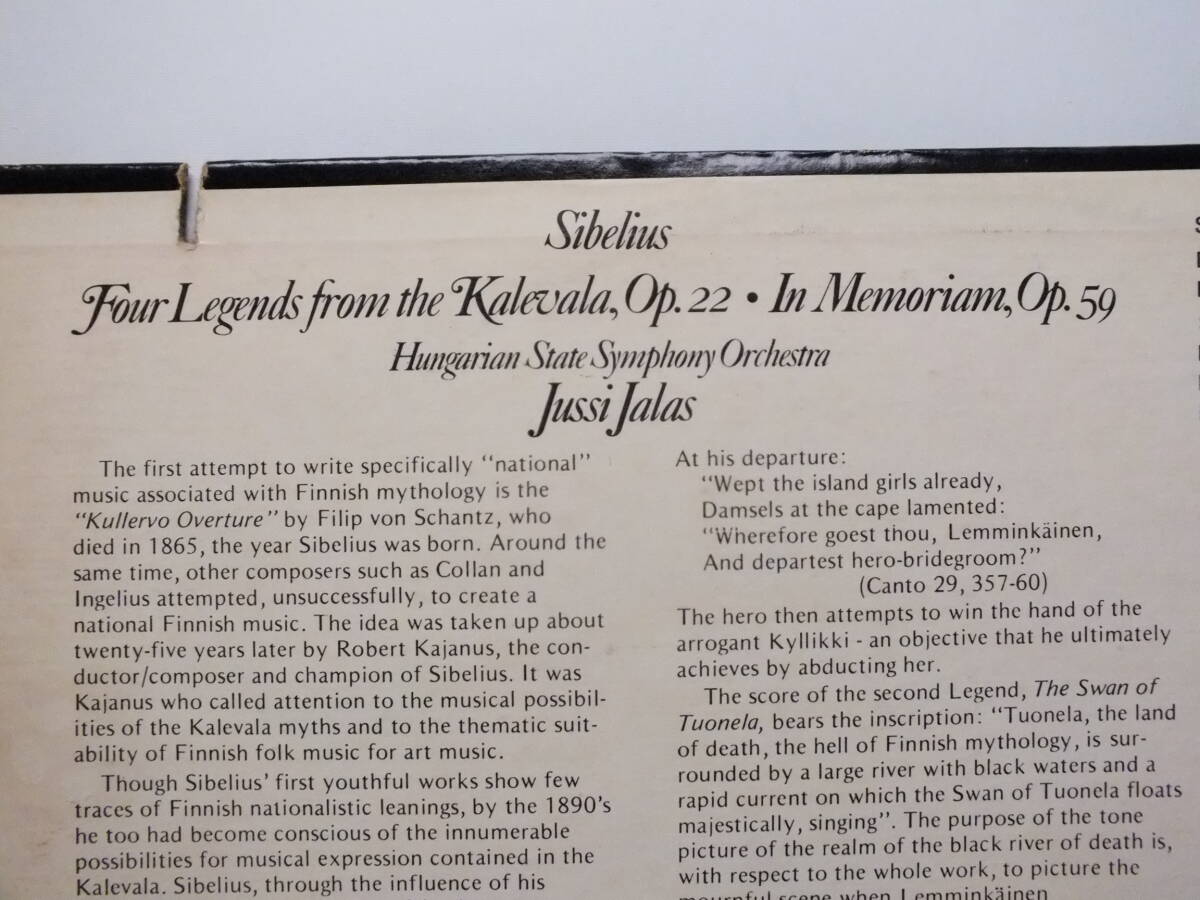 Sibelius
Four Legends from the Kalevala, Op. 22 • In Memoriam, Op. 59
Hungarian State Symphony Orchestra
Jussi Jalas
The first attempt to write specifically "national"
music associated with Finnish mythology is the
"Kullervo Overture" by Filip von Schantz, who
died in 1865, the year Sibelius was born. Around the
same time, other composers such as Collan and
Ingelius attempted, unsuccessfully, to create a
national Finnish music. The idea was taken up about
twenty-five years later by Robert Kajanus, the con-
ductor/composer and champion of Sibelius. It was
Kajanus who called attention to the musical possibil-
ities of the Kalevala myths and to the thematic suit-
ability of Finnish folk music for art music.
Though Sibelius' first youthful works show few
traces of Finnish nationalistic leanings, by the 1890's
he too had become conscious of the innumerable
possibilities for musical expression contained in the
Kalevala. Sibelius, through the influence of his
At his departure:
"Wept the island girls already,
Damsels at the cape lamented:
"Wherefore goest thou, Lemminkäinen,
And departest hero-bridegroom?"
(Canto 29, 357-60)
The hero then attempts to win the hand of the
arrogant Kyllikki - an objective that he ultimately
achieves by abducting her.
The score of the second Legend, The Swan of
Tuonela, bears the inscription: "Tuonela, the land
of death, the hell of Finnish mythology, is sur-
rounded by a large river with black waters and a
rapid current on which the Swan of Tuonela floats
majestically, singing". The purpose of the tone
picture of the realm of the black river of death is,
with respect to the whole work, to picture the
mournful scene when Lemminkäinen